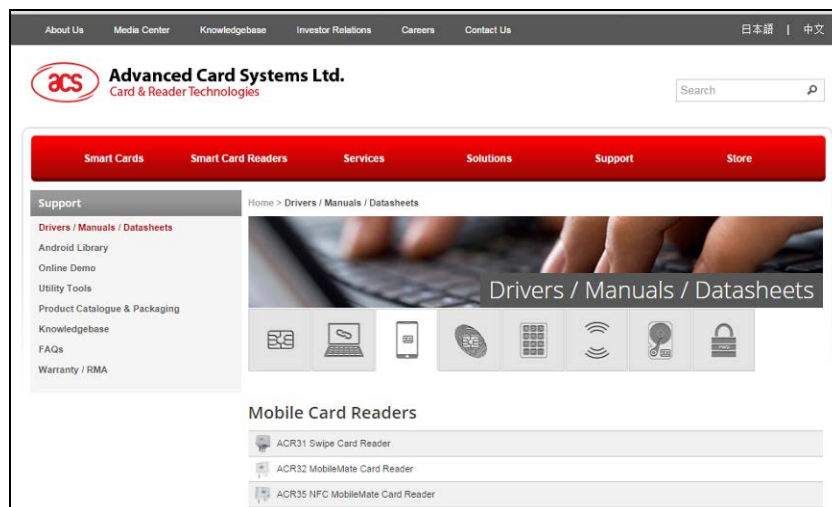 About Us Media Center Knowledgebase Investor Relations Careers Contact Us 日本語 | 中文
acs
Advanced Card Systems Ltd.
Card & Reader Technologies
Search
Smart Cards Smart Card Readers Services Solutions Support Store
Support
Drivers / Manuals / Datasheets
Android Library
Online Demo
Utility Tools
Product Catalogue & Packaging
Knowledgebase
FAQs
Warranty / RMA
Home > Drivers / Manuals / Datasheets
Drivers / Manuals / Datasheets
Mobile Card Readers
ACR31 Swipe Card Reader
ACR32 MobileMate Card Reader
ACR35 NFC MobileMate Card Reader